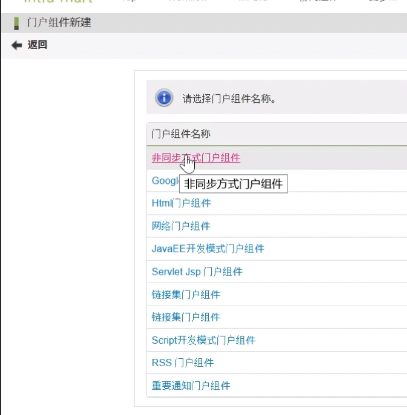 门户组件新建
返回
请选择门户组件名称。
门户组件名称
非同步方式门户组件
Googl
非同步方式门户组件
Html门户组件
网络门户组件
JavaEE开发模式门户组件
Servlet Jsp 门户组件
链接集门户组件
链接集门户组件
Script开发模式门户组件
RSS 门户组件
重要通知门户组件